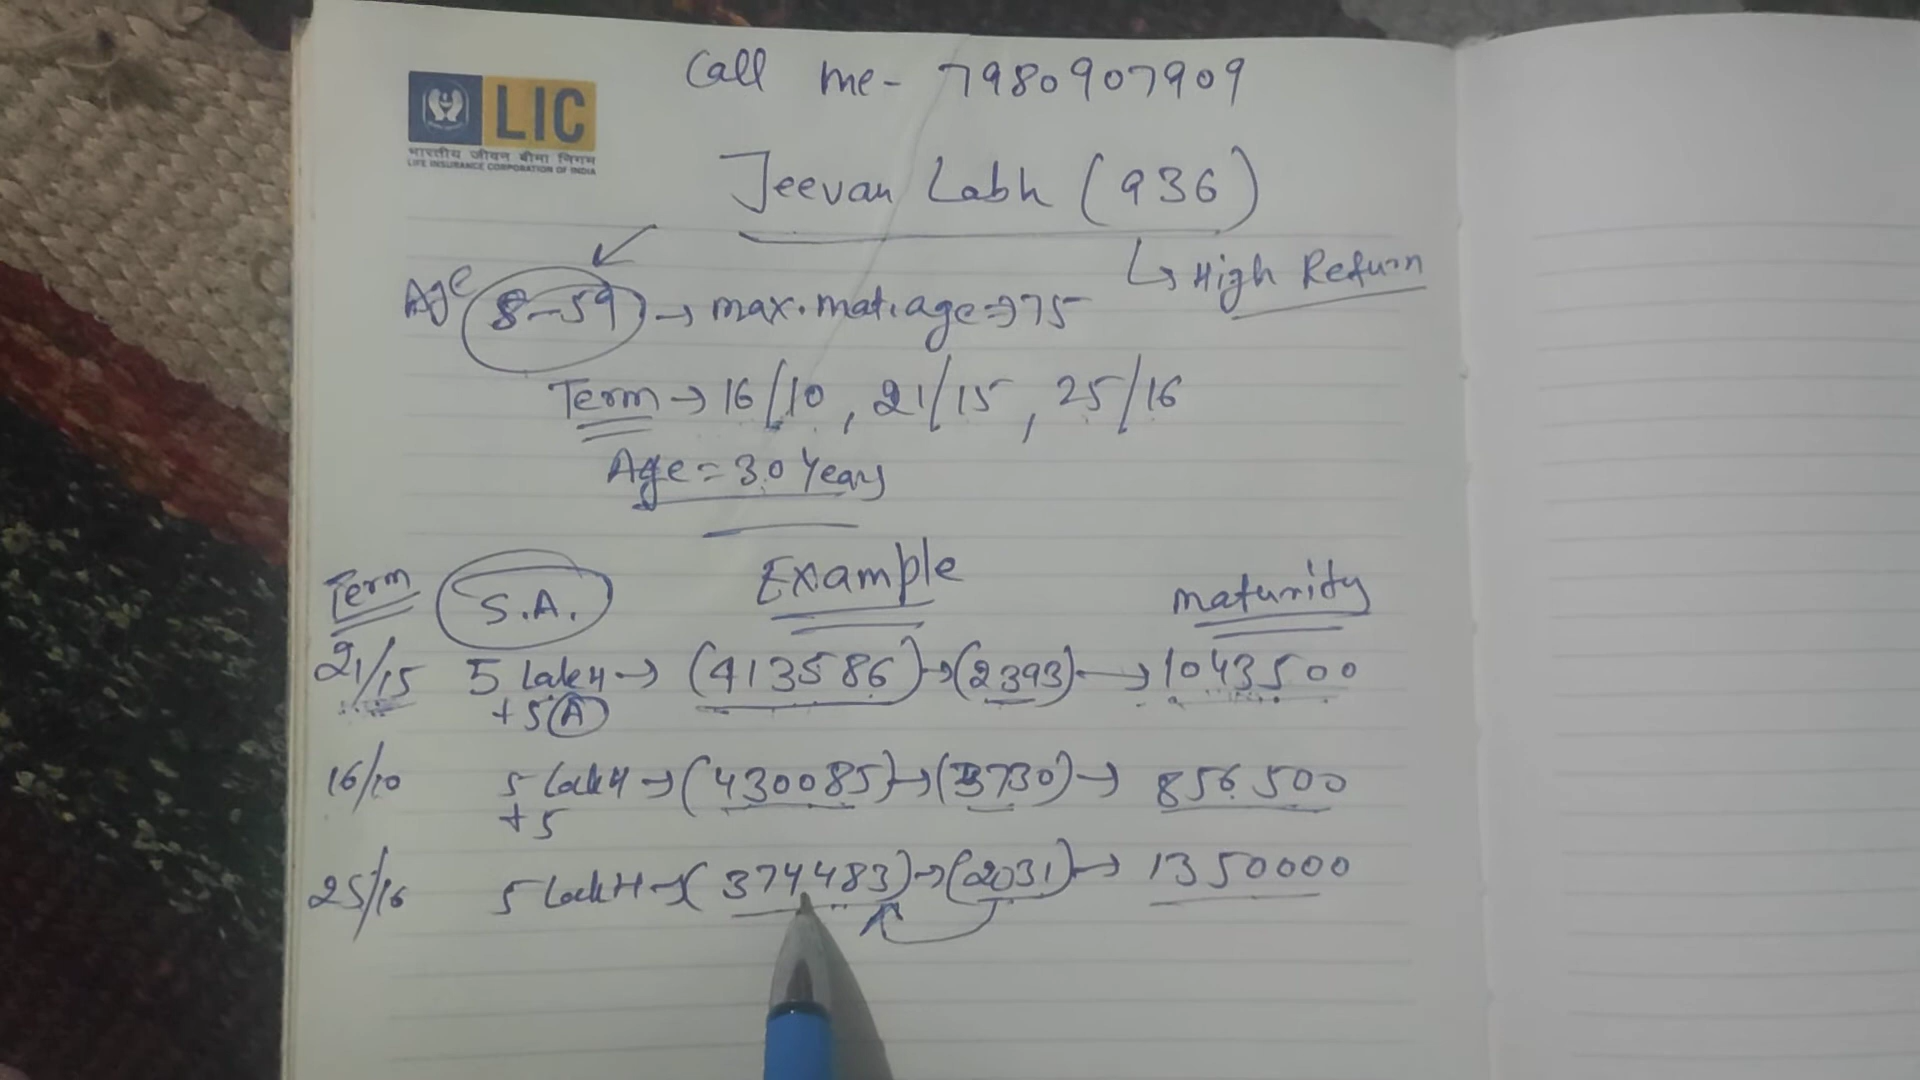 Call me - 7980907909
LIC
भारतीय जीवन बीमा निगम
LIFE INSURANCE CORPORATION OF INDIA
Jeevan Labh (936)
↳ High Return
Age 8-59 → max. mat. age ⇒ 75
Term → 16/10, 21/15, 25/16
Age = 30 Years
Example
Term S.A. maturity
21/15 5 lakh → (413586) → (2393) → 1043500
+5 (A)
16/10 5 lakh → (430085) → (3730) → 856500
+5
25/16 5 lakh → (374483) → (2031) → 1350000